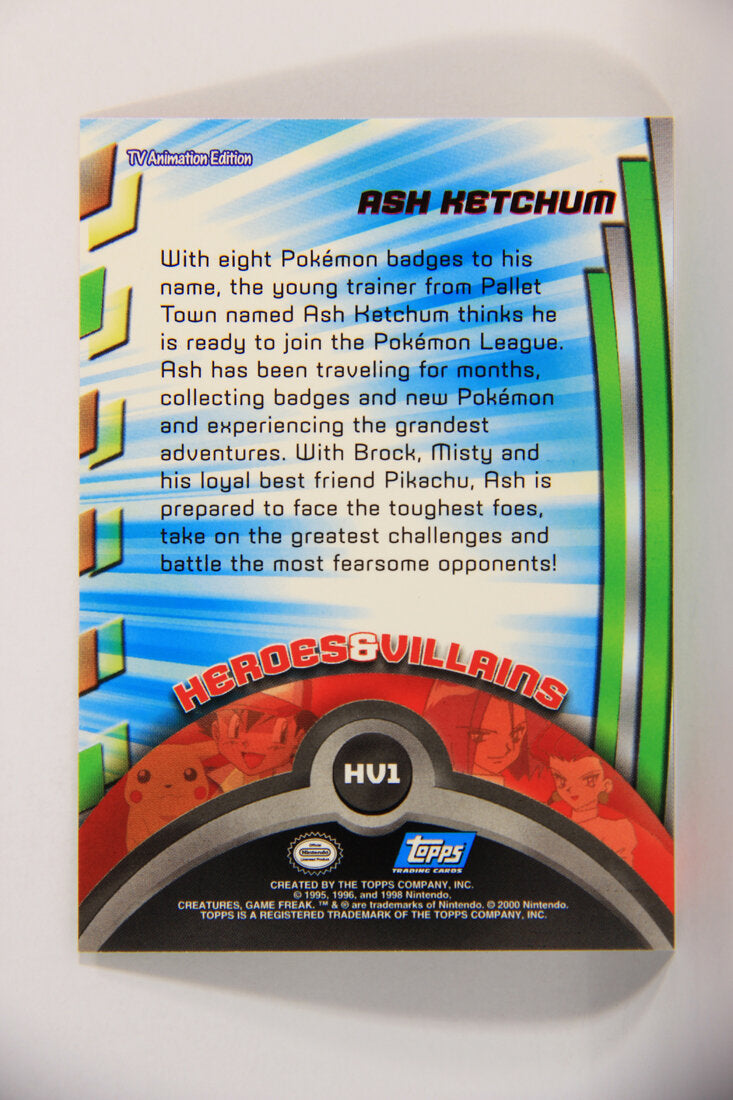 TV Animation Edition
ASH KETCHUM
With eight Pokémon badges to his
name, the young trainer from Pallet
Town named Ash Ketchum thinks he
is ready to join the Pokémon League.
Ash has been traveling for months,
collecting badges and new Pokémon
and experiencing the grandest
adventures. With Brock, Misty and
his loyal best friend Pikachu, Ash is
prepared to face the toughest foes,
take on the greatest challenges and
battle the most fearsome opponents!
HEROES&VILLAINS
HV1
Official
Nintendo
Licensed Product
topps
TRADING CARDS
CREATED BY THE TOPPS COMPANY, INC.
© 1995, 1996, and 1998 Nintendo.
CREATURES, GAME FREAK. ™ & ® are trademarks of Nintendo. © 2000 Nintendo.
TOPPS IS A REGISTERED TRADEMARK OF THE TOPPS COMPANY, INC.